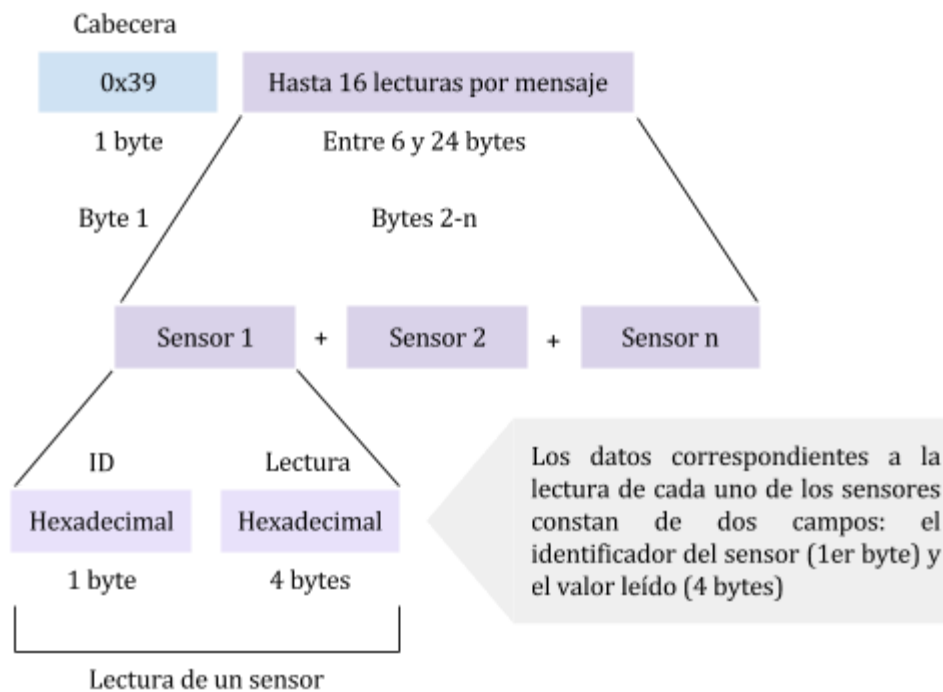 Cabecera
0x39
Hasta 16 lecturas por mensaje
1 byte
Entre 6 y 24 bytes
Byte 1
Bytes 2-n
Sensor 1
+
Sensor 2
+
Sensor n
ID
Lectura
Hexadecimal
Hexadecimal
1 byte
4 bytes
Lectura de un sensor
Los datos correspondientes a la
lectura de cada uno de los sensores
constan de dos campos: el
identificador del sensor (1er byte) y
el valor leído (4 bytes)